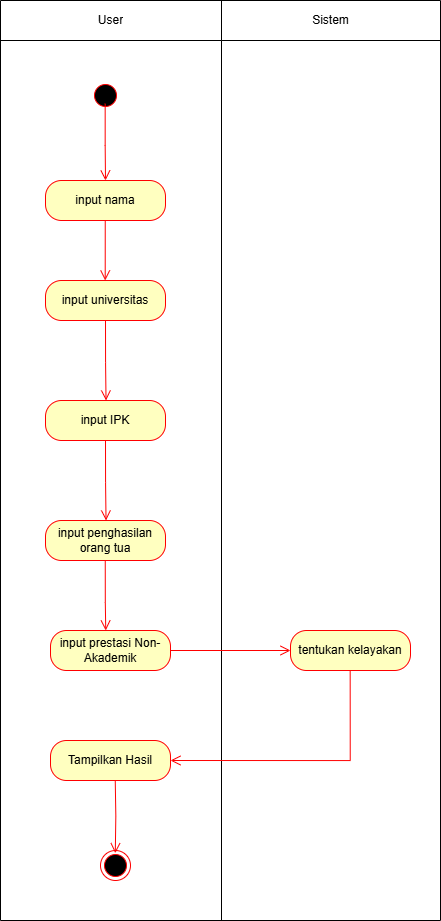 User
Sistem
input nama
input universitas
input IPK
input penghasilan
orang tua
input prestasi Non-
Akademik
tentukan kelayakan
Tampilkan Hasil